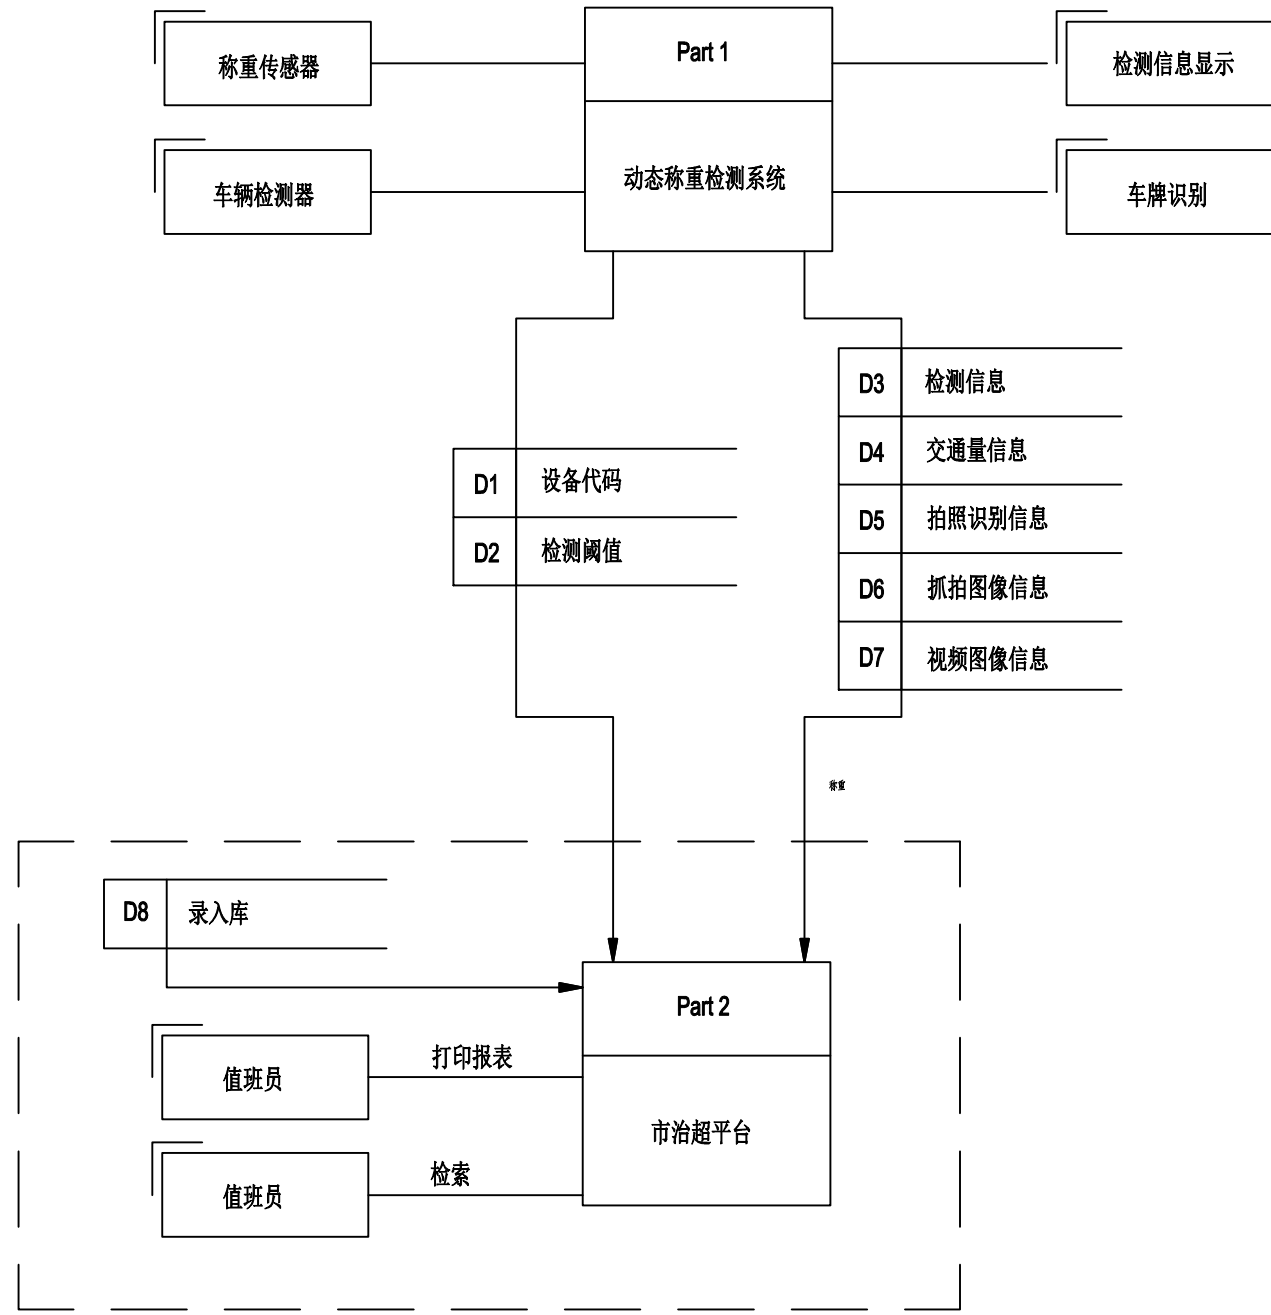 称重传感器
Part 1
检测信息显示
车辆检测器
动态称重检测系统
车牌识别
D3
检测信息
D4
交通量信息
D1
设备代码
D5
拍照识别信息
D2
检测阈值
D6
抓拍图像信息
D7
视频图像信息
称重
D8
录入库
Part 2
打印报表
值班员
市治超平台
检索
值班员